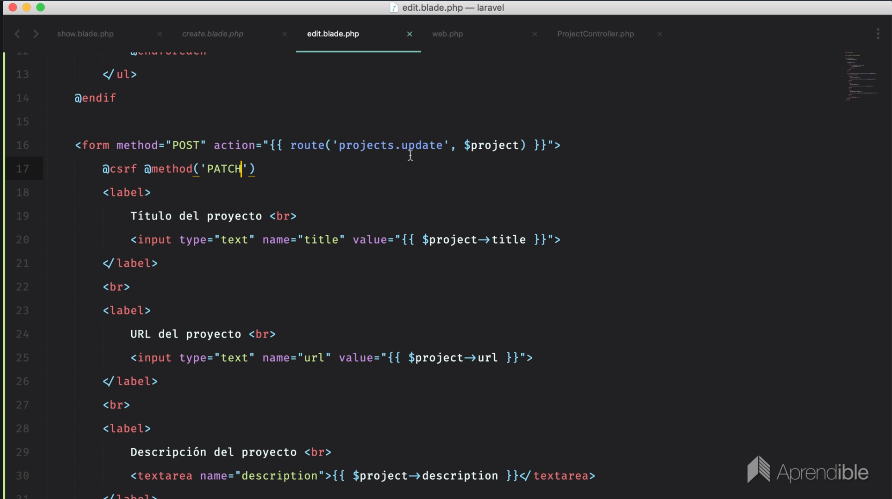 edit.blade.php — laravel
show.blade.php × create.blade.php × edit.blade.php × web.php × ProjectController.php ×
12 @endforeach
13 </ul>
14 @endif
15
16 <form method="POST" action="{{ route('projects.update', $project) }}">
17 @csrf @method('PATCH')
18 <label>
19 Título del proyecto <br>
20 <input type="text" name="title" value="{{ $project->title }}">
21 </label>
22 <br>
23 <label>
24 URL del proyecto <br>
25 <input type="text" name="url" value="{{ $project->url }}">
26 </label>
27 <br>
28 <label>
29 Descripción del proyecto <br>
30 <textarea name="description">{{ $project->description }}</textarea>
31 </label>
Aprendible